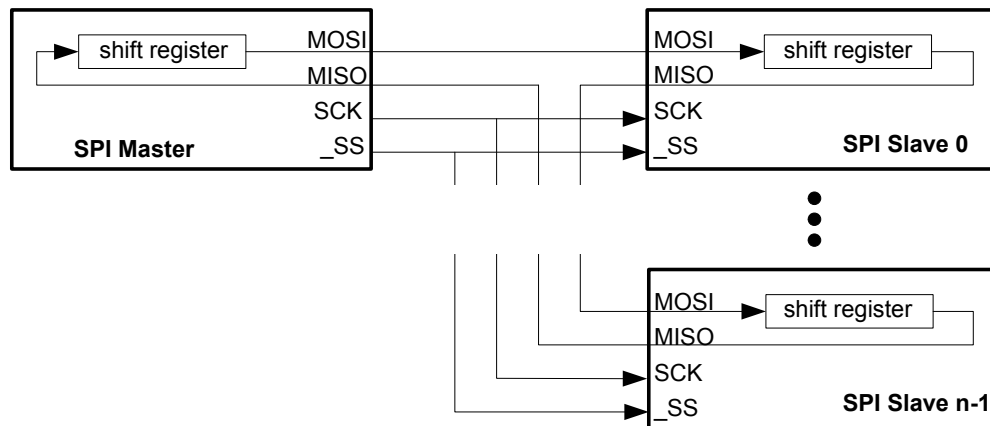 shift register
MOSI
MISO
SCK
_SS
SPI Master
MOSI
shift register
MISO
SCK
_SS
SPI Slave 0
MOSI
shift register
MISO
SCK
_SS
SPI Slave n-1